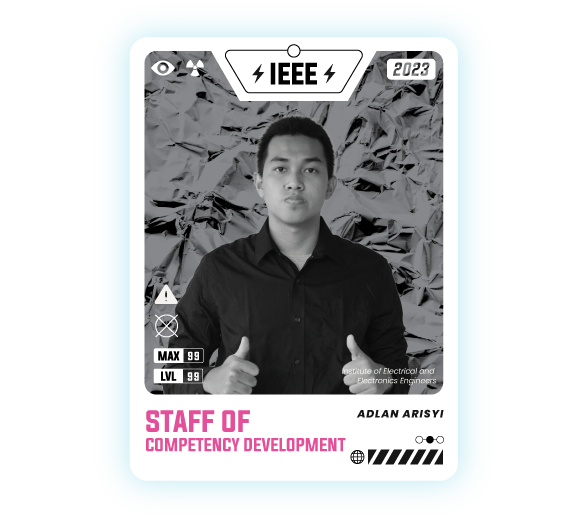 IEEE
2023
MAX 99
LVL 99
Institute of Electrical and
Electronics Engineers
STAFF OF
COMPETENCY DEVELOPMENT
ADLAN ARISYI